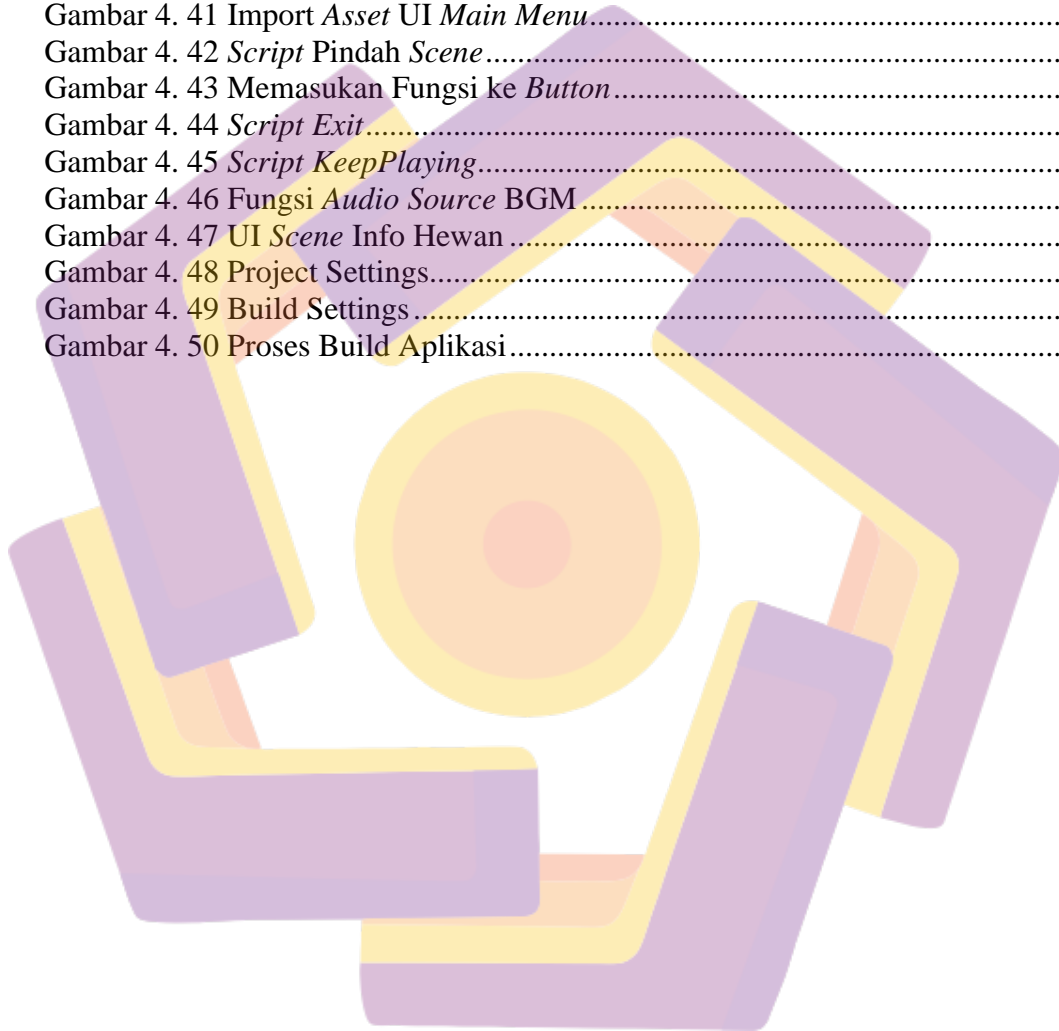 Gambar 4. 41 Import Asset UI Main Menu....................................................
Gambar 4. 42 Script Pindah Scene.................................................................
Gambar 4. 43 Memasukan Fungsi ke Button.................................................
Gambar 4. 44 Script Exit................................................................................
Gambar 4. 45 Script KeepPlaying..................................................................
Gambar 4. 46 Fungsi Audio Source BGM.....................................................
Gambar 4. 47 UI Scene Info Hewan..............................................................
Gambar 4. 48 Project Settings........................................................................
Gambar 4. 49 Build Settings..........................................................................
Gambar 4. 50 Proses Build Aplikasi..............................................................